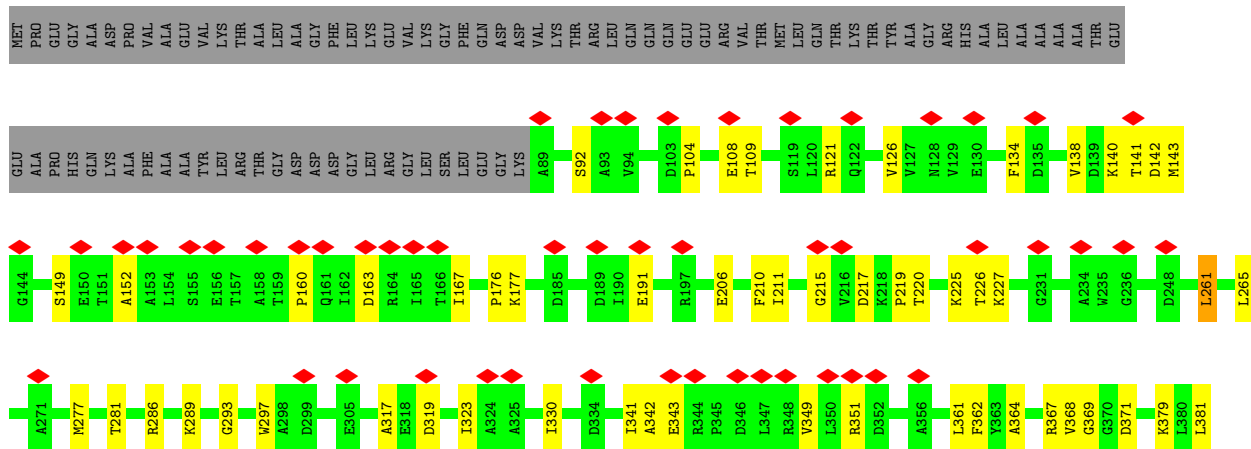 MET PRO GLU GLY ALA ASP PRO VAL ALA GLU VAL LYS THR ALA LEU ALA GLY PHE LEU LYS GLU VAL LYS GLY PHE GLN ASP ASP VAL LYS THR ARG LEU GLN GLN GLN GLU GLU ARG VAL THR MET LEU GLN THR LYS THR TYR ALA GLY ARG HIS ALA LEU ALA ALA ALA ALA ALA THR GLU
GLU ALA PRO HIS GLN LYS ALA PHE ALA ALA TYR LEU ARG THR GLY ASP ASP ASP GLY LEU ARG GLY LEU SER LEU GLU GLY LYS A89 S92 A93 V94 D103 P104 E108 T109 S119 L120 R121 Q122 V126 V127 N128 V129 E130 F134 D135 V138 D139 K140 T141 D142 M143
G144 S149 E150 T151 A152 A153 L154 S155 E156 T157 A158 T159 P160 Q161 I162 D163 R164 I165 T166 I167 P176 K177 D185 D189 I190 E191 R197 E206 F210 I211 G215 V216 D217 K218 P219 T220 K225 T226 K227 G231 A234 W235 G236 D248 L261 L265
A271 M277 T281 R286 K289 G293 W297 A298 D299 E305 A317 E318 D319 I323 A324 A325 I330 D334 I341 A342 E343 R344 P345 D346 L347 R348 V349 L350 R351 D352 A356 L361 F362 Y363 A364 R367 V368 G369 G370 D371 K379 L380 L381